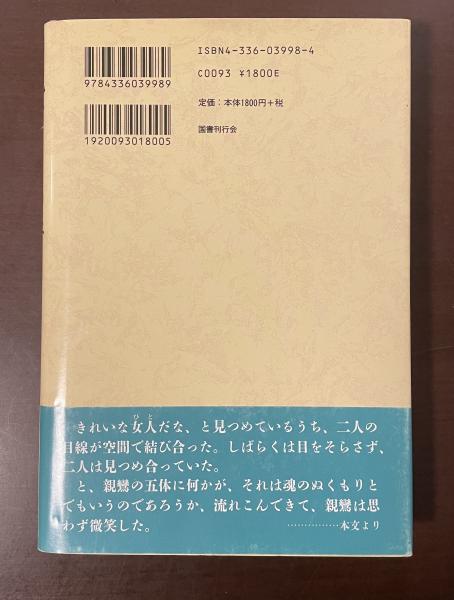 ISBN4-336-03998-4
C0093 ¥1800E
9784336039989
定価：本体1800円＋税
1920093018005
国書刊行会
きれいな女人だな、と見つめているうち、二人の
ひと
目線が空間で結び合った。しばらくは目をそらさず、
二人は見つめ合っていた。
と、親鸞の五体に何かが、それは魂のぬくもりと
でもいうのであろうか、流れこんできて、親鸞は思
わず微笑した。
……………本文より